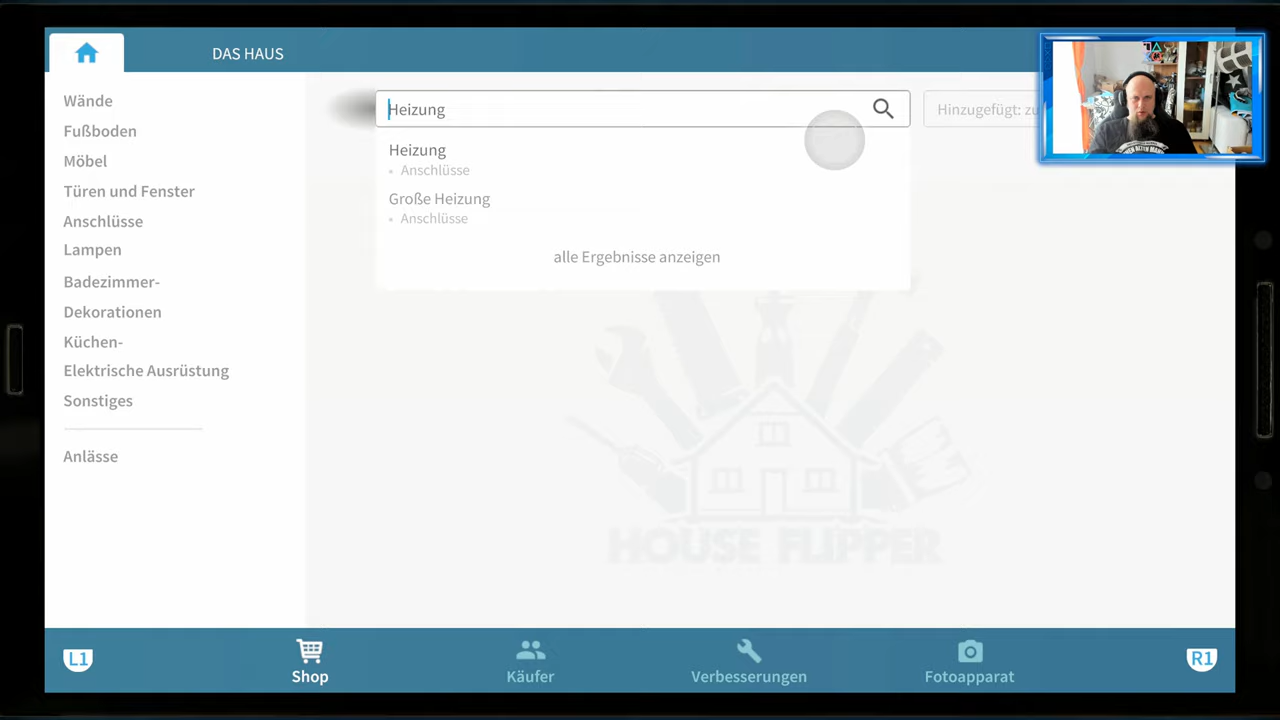 DAS HAUS
Wände
Fußboden
Möbel
Türen und Fenster
Anschlüsse
Lampen
Badezimmer-
Dekorationen
Küchen-
Elektrische Ausrüstung
Sonstiges
Anlässe
Heizung
Hinzugefügt: zu
Heizung
Anschlüsse
Große Heizung
Anschlüsse
alle Ergebnisse anzeigen
HOUSE FLIPPER
L1
Shop
Käufer
Verbesserungen
Fotoapparat
R1